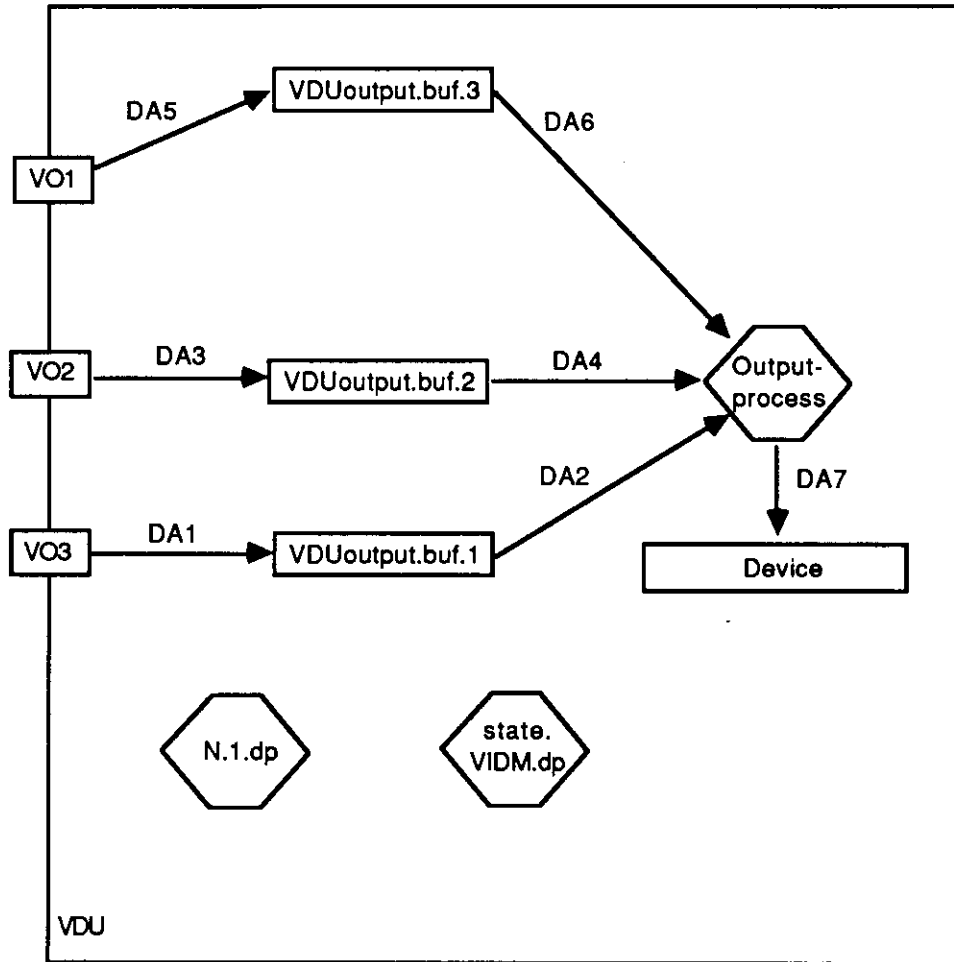 VDUoutput.buf.3
DA5
DA6
VO1
VO2
DA3
VDUoutput.buf.2
DA4
Output-
process
DA2
DA7
VO3
DA1
VDUoutput.buf.1
Device
N.1.dp
state.
VIDM.dp
VDU